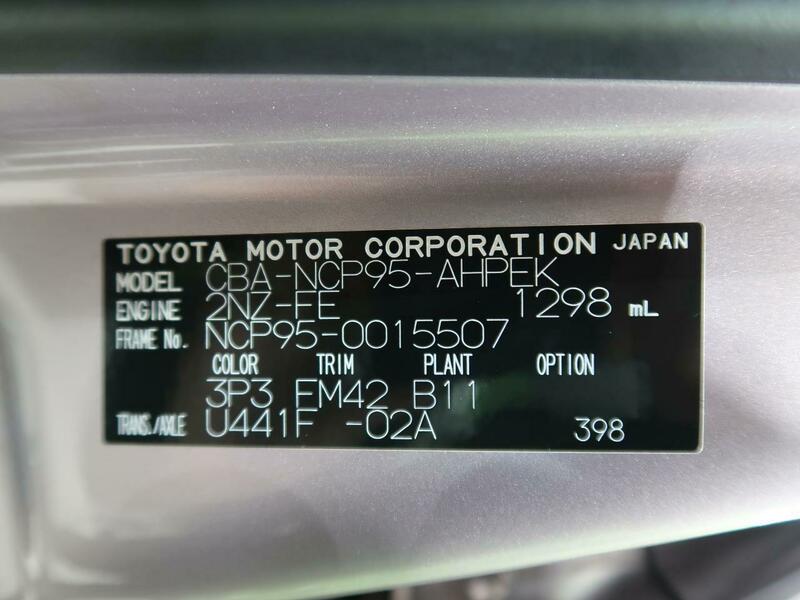 TOYOTA MOTOR CORPORATION JAPAN
MODEL CBA-NCP95-AHPEK
ENGINE 2NZ-FE 1298 mL
FRAME No. NCP95-0015507
COLOR TRIM PLANT OPTION
3P3 FM42 B11
TRANS./AXLE U441F -02A 398